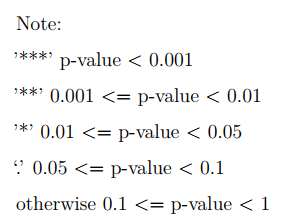 Note:
’***’ p-value < 0.001
’**’ 0.001 <= p-value < 0.01
’*’ 0.01 <= p-value < 0.05
‘.’ 0.05 <= p-value < 0.1
otherwise 0.1 <= p-value < 1